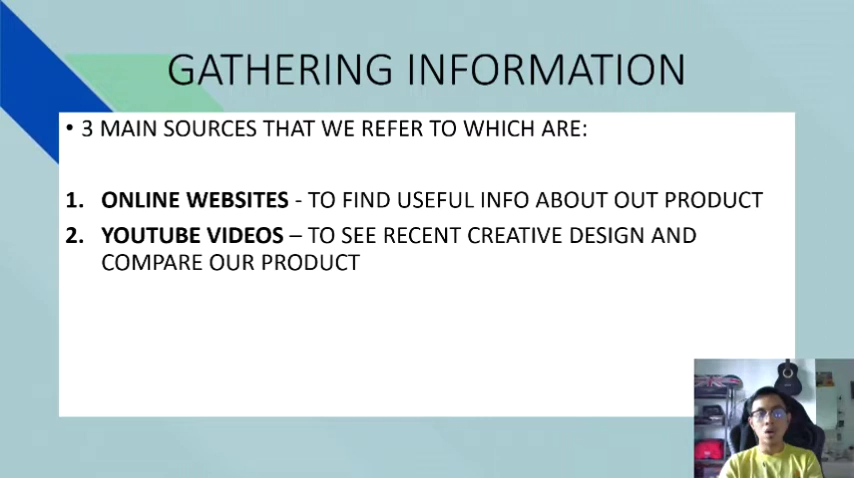 GATHERING INFORMATION
• 3 MAIN SOURCES THAT WE REFER TO WHICH ARE:
1. ONLINE WEBSITES - TO FIND USEFUL INFO ABOUT OUT PRODUCT
2. YOUTUBE VIDEOS – TO SEE RECENT CREATIVE DESIGN AND
COMPARE OUR PRODUCT